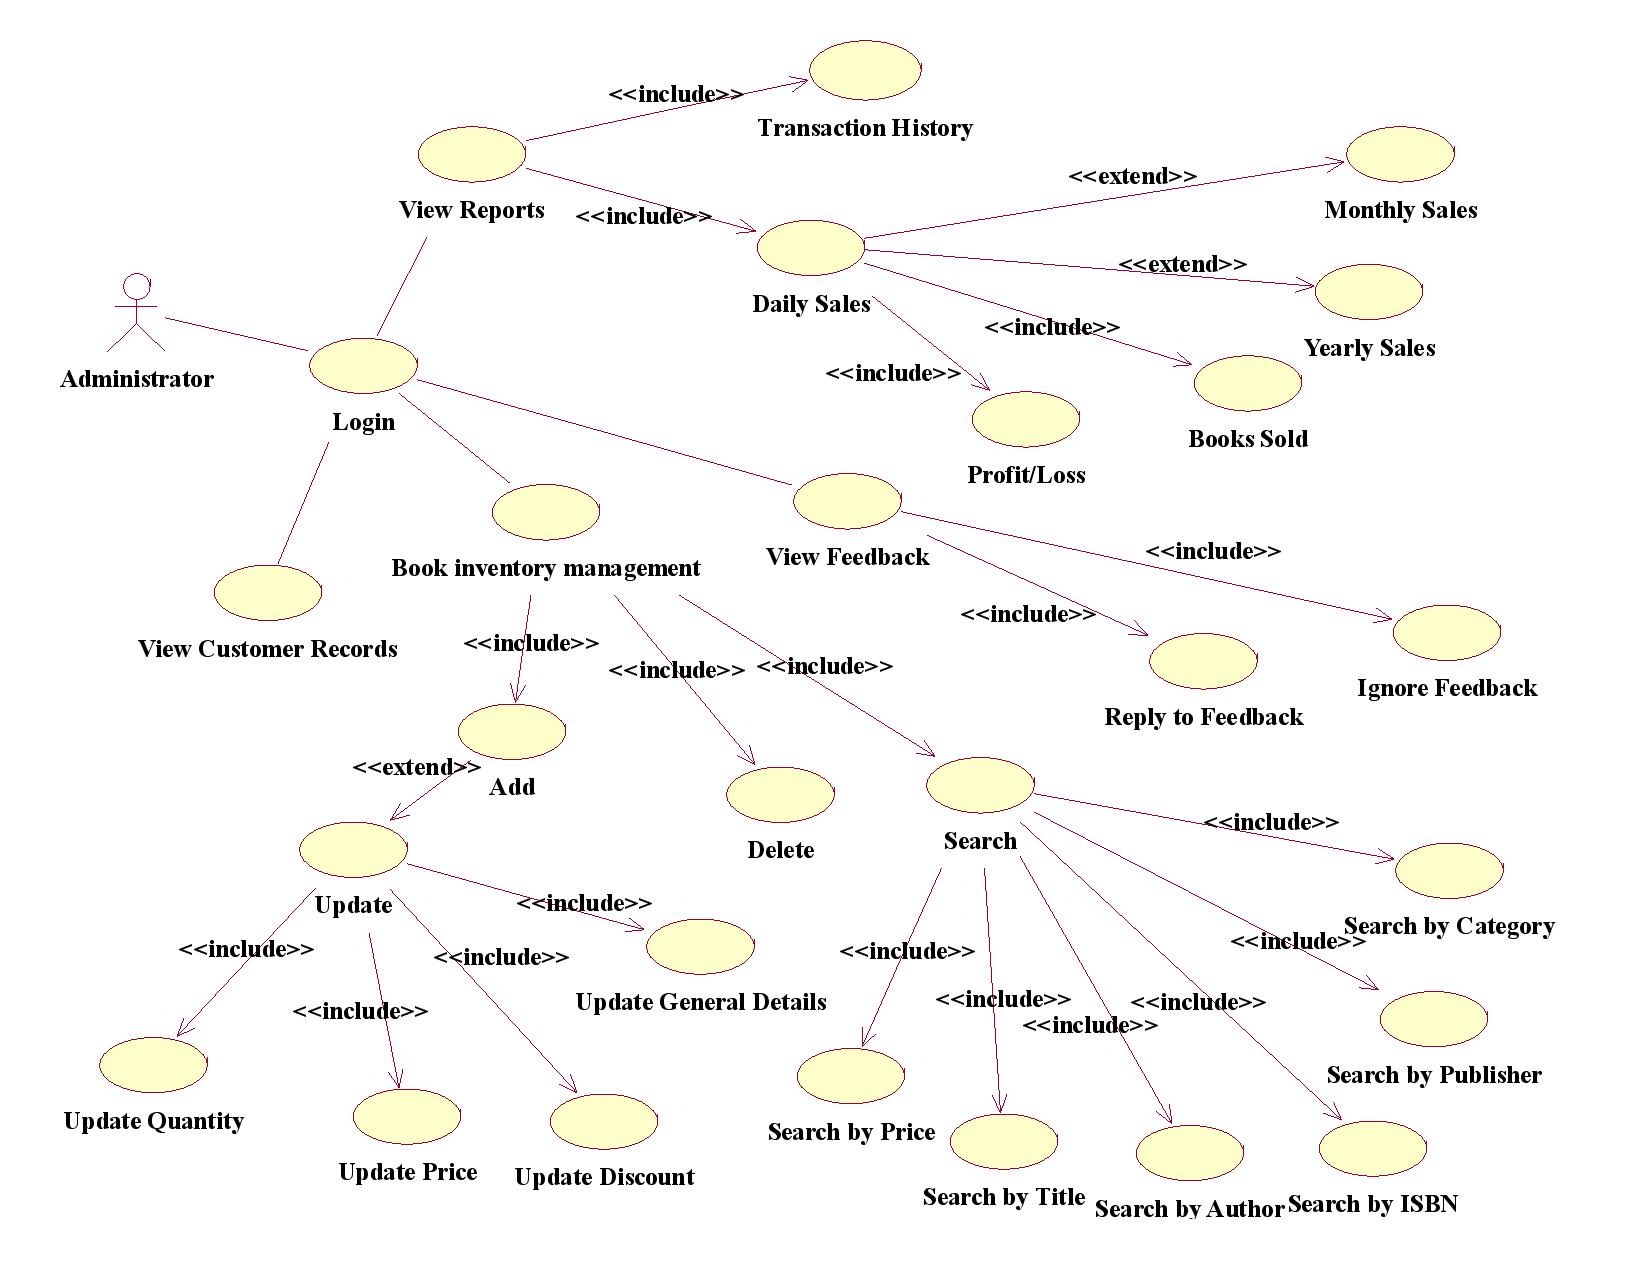 <<include>>
Transaction History
<<extend>>
View Reports
<<include>>
Monthly Sales
<<extend>>
Daily Sales
<<include>>
Yearly Sales
Administrator
<<include>>
Login
Books Sold
Profit/Loss
<<include>>
View Feedback
Book inventory management
<<include>>
<<include>>
View Customer Records
<<include>>
<<include>>
Ignore Feedback
Reply to Feedback
<<include>>
<<extend>>
Add
<<include>>
Search
Delete
Update
<<include>>
Search by Category
<<include>>
<<include>>
<<include>>
<<include>>
Update General Details
<<include>>
<<include>>
<<include>>
<<include>>
Search by Publisher
Update Quantity
Search by Price
Update Price
Update Discount
Search by Title
Search by Author
Search by ISBN